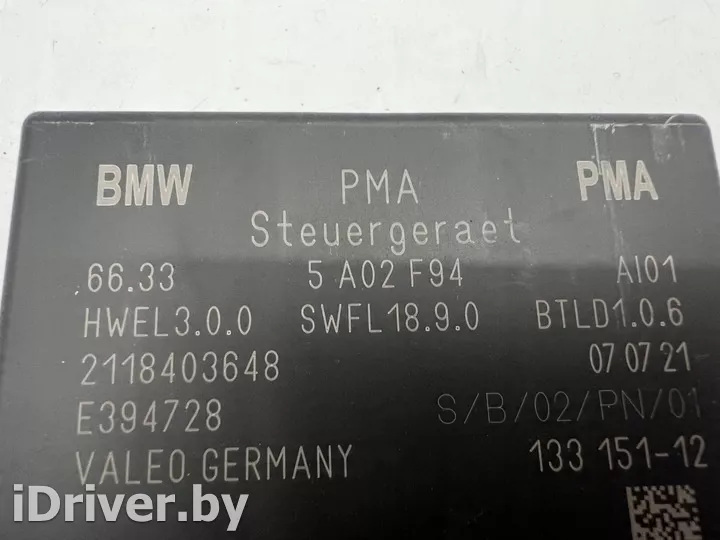 BMW PMA PMA
Steuergeraet
66.33 5 A02 F94 AI01
HWEL3.0.0 SWFL18.9.0 BTLD1.0.6
2118403648 07 07 21
E394728 S/B/02/PN/01
VALEO GERMANY 133 151-12
iDriver.by